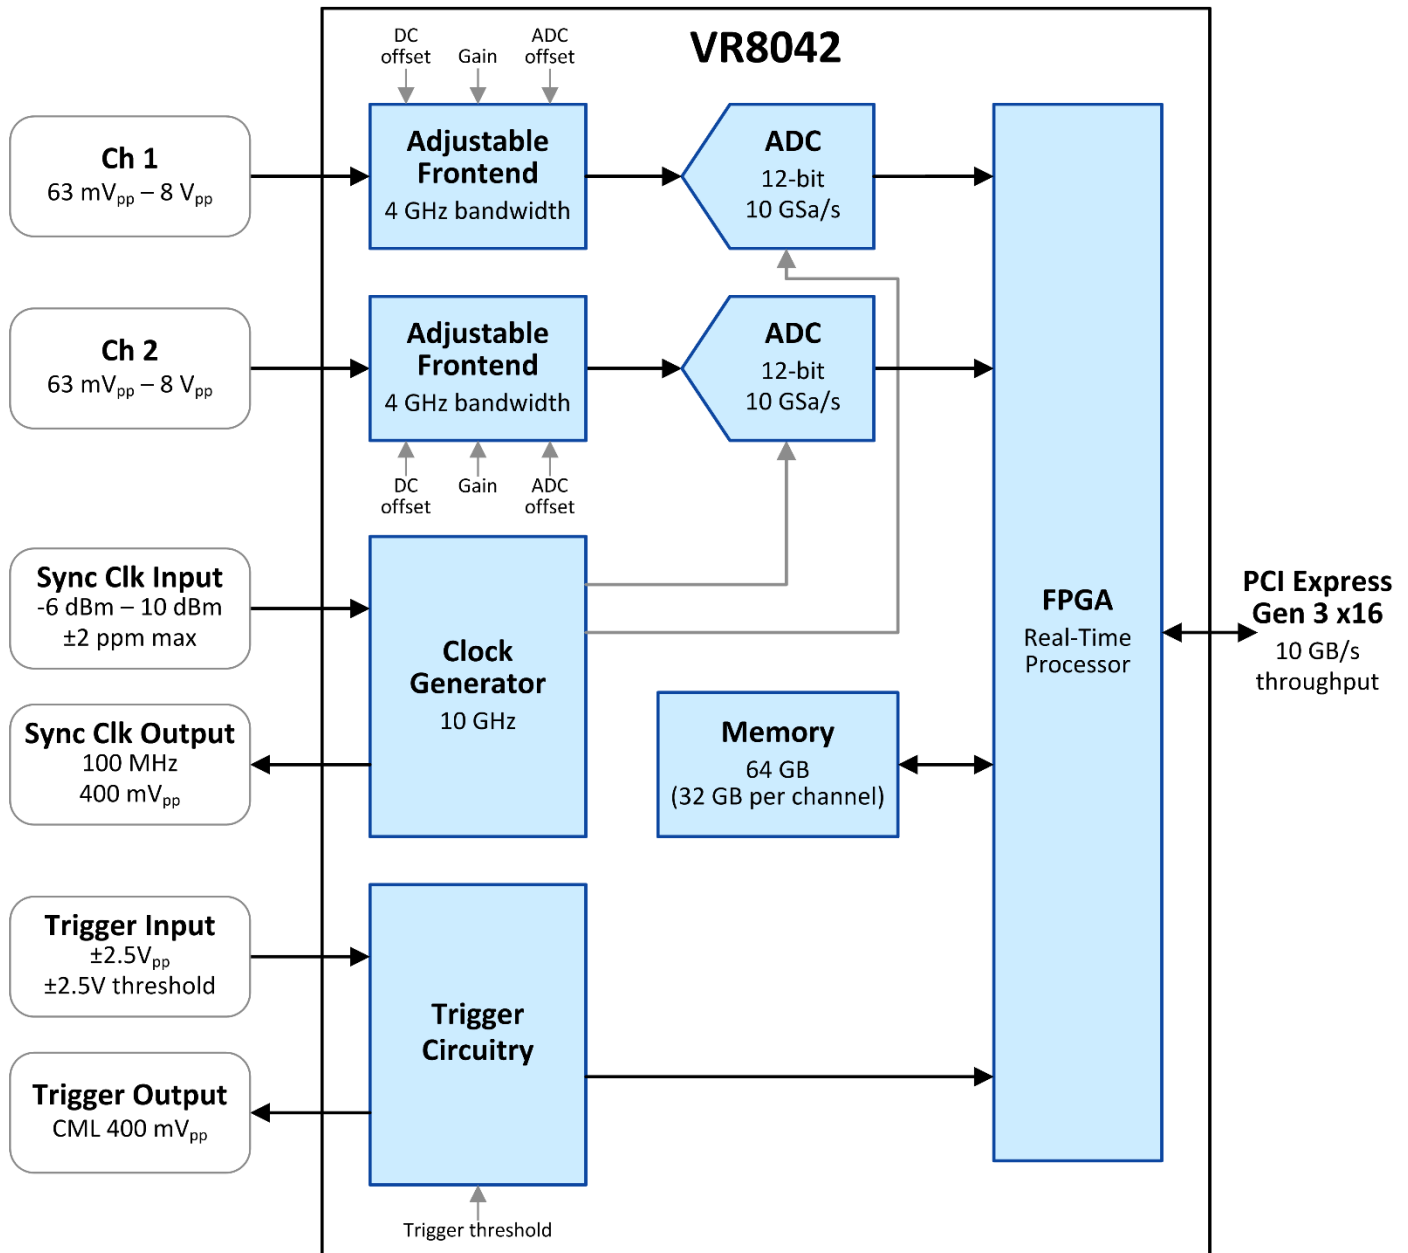 VR8042
DC
offset
Gain
ADC
offset
Ch 1
63 mVpp – 8 Vpp
Adjustable
Frontend
4 GHz bandwidth
ADC
12-bit
10 GSa/s
Ch 2
63 mVpp – 8 Vpp
Adjustable
Frontend
4 GHz bandwidth
ADC
12-bit
10 GSa/s
DC
offset
Gain
ADC
offset
Sync Clk Input
-6 dBm – 10 dBm
±2 ppm max
Clock
Generator
10 GHz
Sync Clk Output
100 MHz
400 mVpp
Memory
64 GB
(32 GB per channel)
FPGA
Real-Time
Processor
PCI Express
Gen 3 x16
10 GB/s
throughput
Trigger Input
±2.5Vpp
±2.5V threshold
Trigger
Circuitry
Trigger Output
CML 400 mVpp
Trigger threshold